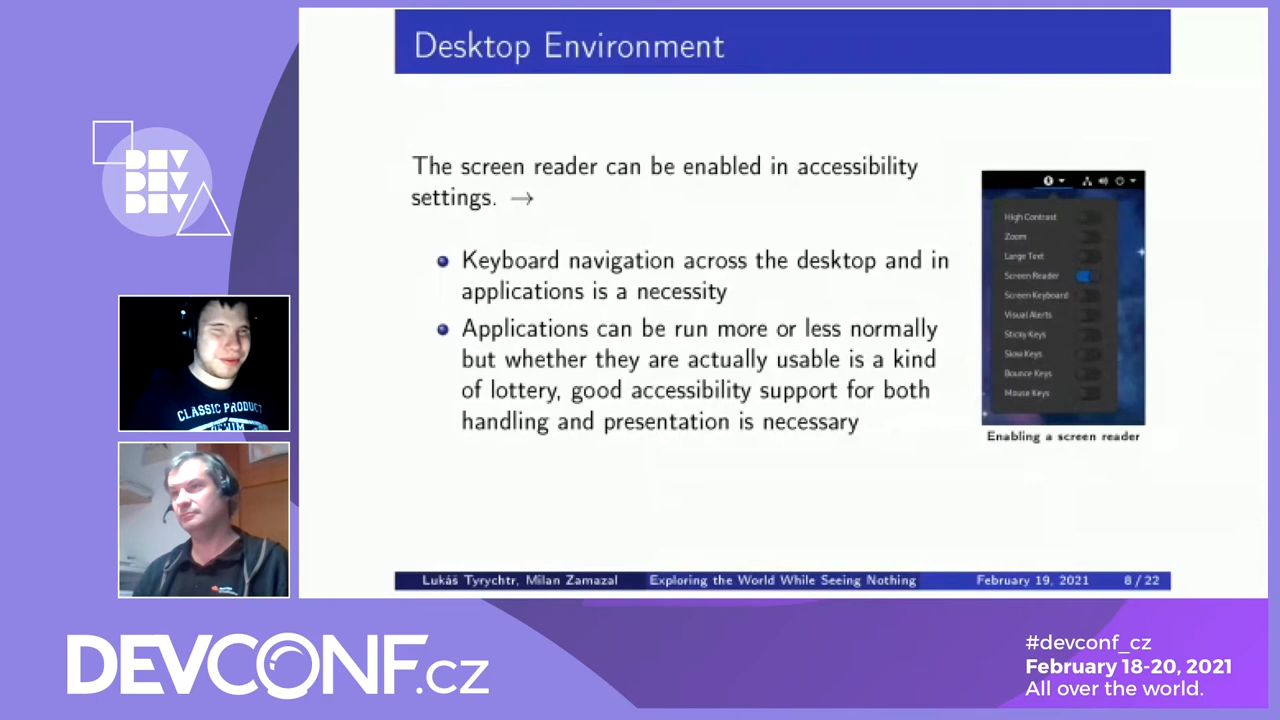 Desktop Environment
The screen reader can be enabled in accessibility
settings. →
Keyboard navigation across the desktop and in
applications is a necessity
Applications can be run more or less normally
but whether they are actually usable is a kind
of lottery, good accessibility support for both
handling and presentation is necessary
High Contrast
Zoom
Large Text
Screen Reader
Screen Keyboard
Visual Alerts
Sticky Keys
Slow Keys
Bounce Keys
Mouse Keys
Enabling a screen reader
Lukáš Tyrychtr, Milan Zamazal Exploring the World While Seeing Nothing February 19, 2021 8 / 22
DEV
DEV
DEV
CLASSIC PRODUCT
DEVCONF.cz
#devconf_cz
February 18-20, 2021
All over the world.